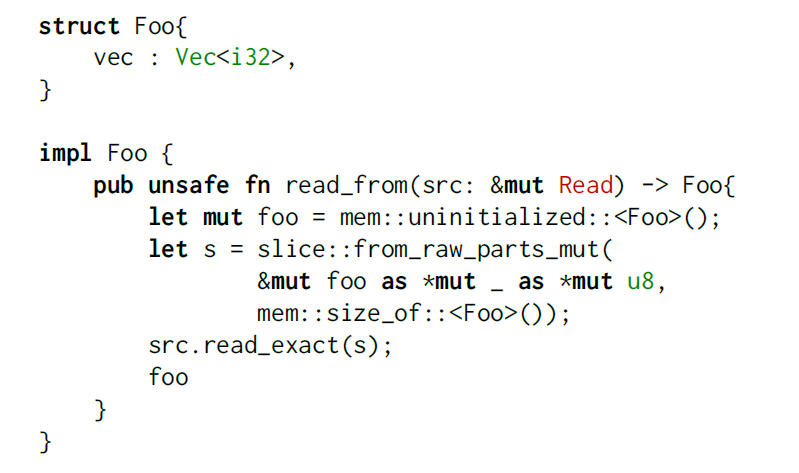 struct Foo{
    vec : Vec<i32>,
}

impl Foo {
    pub unsafe fn read_from(src: &mut Read) -> Foo{
        let mut foo = mem::uninitialized::<Foo>();
        let s = slice::from_raw_parts_mut(
                &mut foo as *mut _ as *mut u8,
                mem::size_of::<Foo>());
        src.read_exact(s);
        foo
    }
}